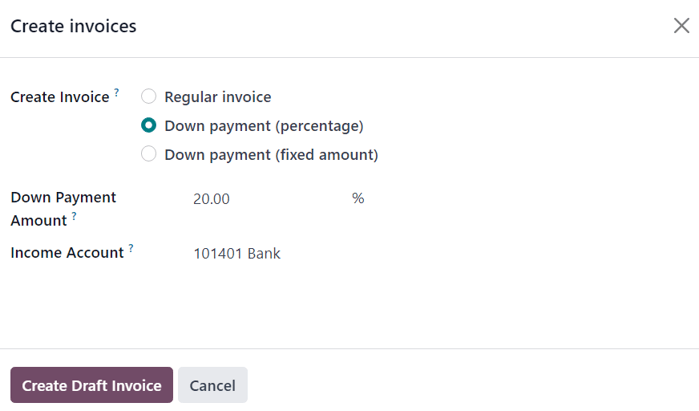 Create invoices
Create Invoice ? Regular invoice
Down payment (percentage)
Down payment (fixed amount)
Down Payment
Amount ? 20.00 %
Income Account ? 101401 Bank
Create Draft Invoice Cancel